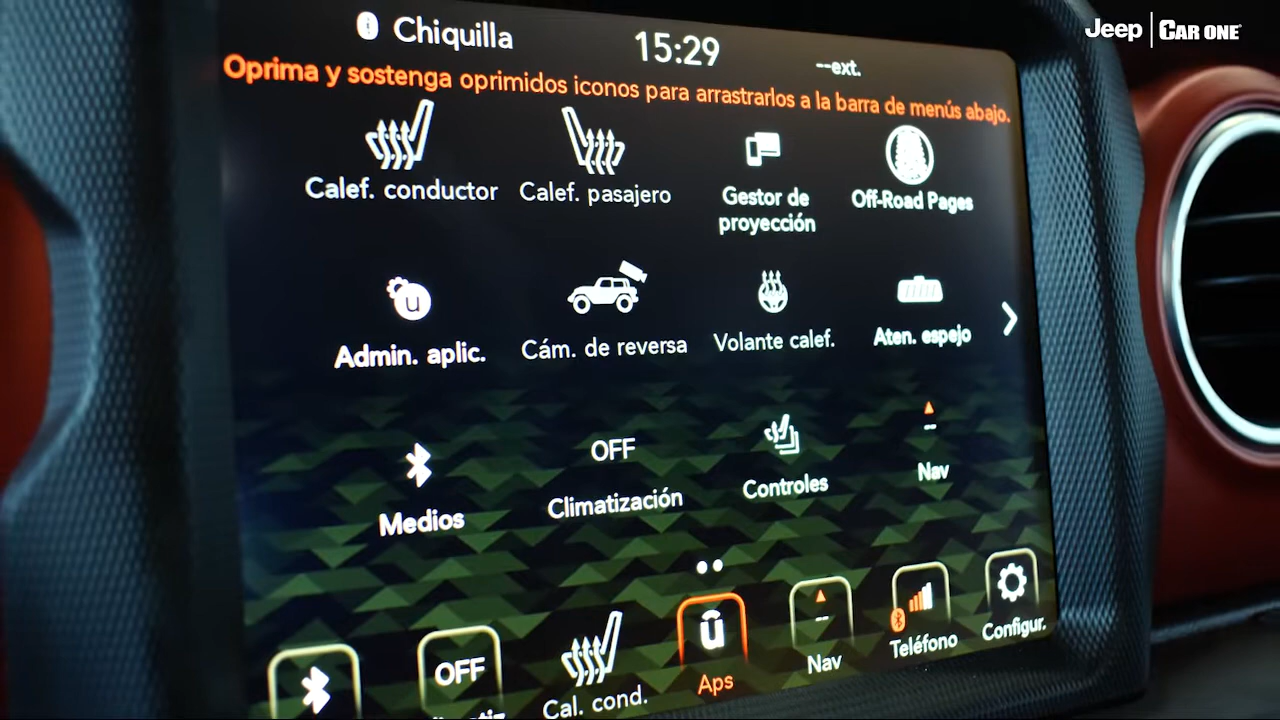 Jeep | CAR ONE
Chiquilla 15:29 --ext.
Oprima y sostenga oprimidos iconos para arrastrarlos a la barra de menús abajo.
Calef. conductor
Calef. pasajero
Gestor de
proyección
Off-Road Pages
u
Admin. aplic.
Cám. de reversa
Volante calef.
Aten. espejo
Medios
OFF
Climatización
Controles
--
Nav
OFF
Cal. cond.
u
Aps
--
Nav
Teléfono
Configur.